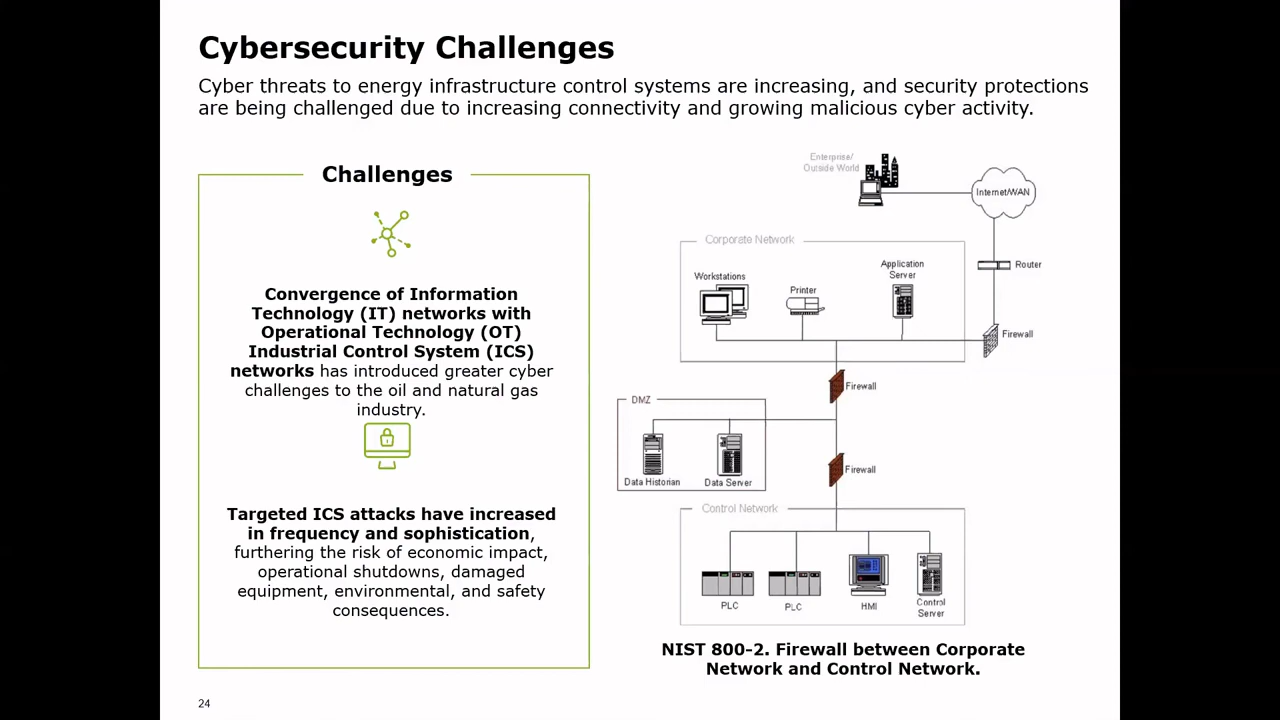 Cybersecurity Challenges
Cyber threats to energy infrastructure control systems are increasing, and security protections
are being challenged due to increasing connectivity and growing malicious cyber activity.
Challenges
Convergence of Information
Technology (IT) networks with
Operational Technology (OT)
Industrial Control System (ICS)
networks has introduced greater cyber
challenges to the oil and natural gas
industry.
Targeted ICS attacks have increased
in frequency and sophistication,
furthering the risk of economic impact,
operational shutdowns, damaged
equipment, environmental, and safety
consequences.
Enterprise/
Outside World
Internet/WAN
Corporate Network
Router
Workstations
Printer
Application
Server
Firewall
Firewall
DMZ
Data Historian
Data Server
Firewall
Control Network
PLC
PLC
HMI
Control
Server
NIST 800-2. Firewall between Corporate
Network and Control Network.
24